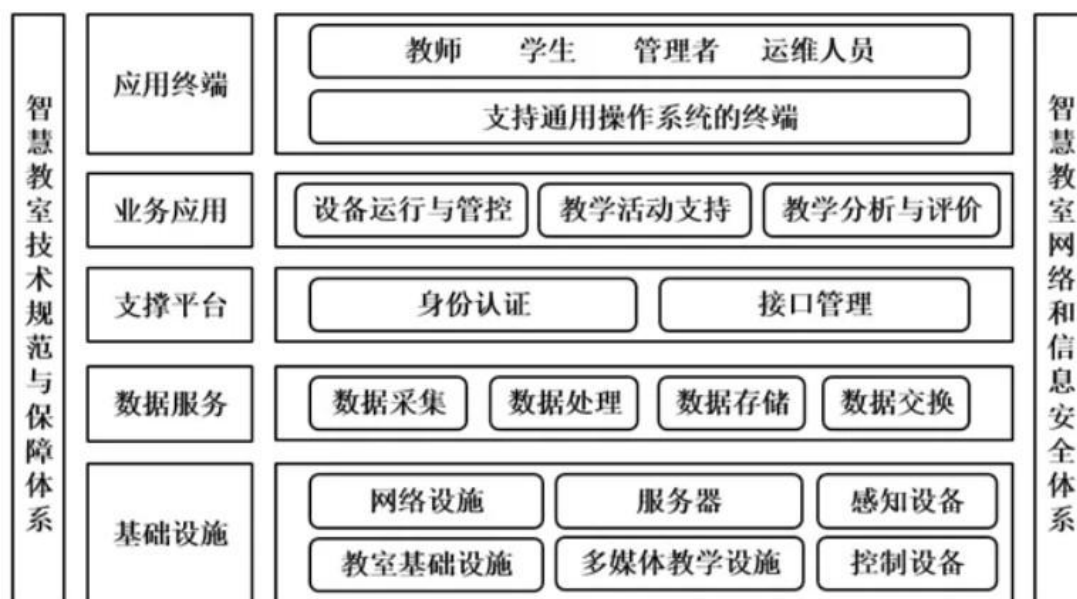 智慧教室技术规范与保障体系
应用终端
教师 学生 管理者 运维人员
支持通用操作系统的终端
业务应用
设备运行与管控 教学活动支持 教学分析与评价
支撑平台
身份认证 接口管理
数据服务
数据采集 数据处理 数据存储 数据交换
基础设施
网络设施 服务器 感知设备
教室基础设施 多媒体教学设施 控制设备
智慧教室网络和信息安全体系